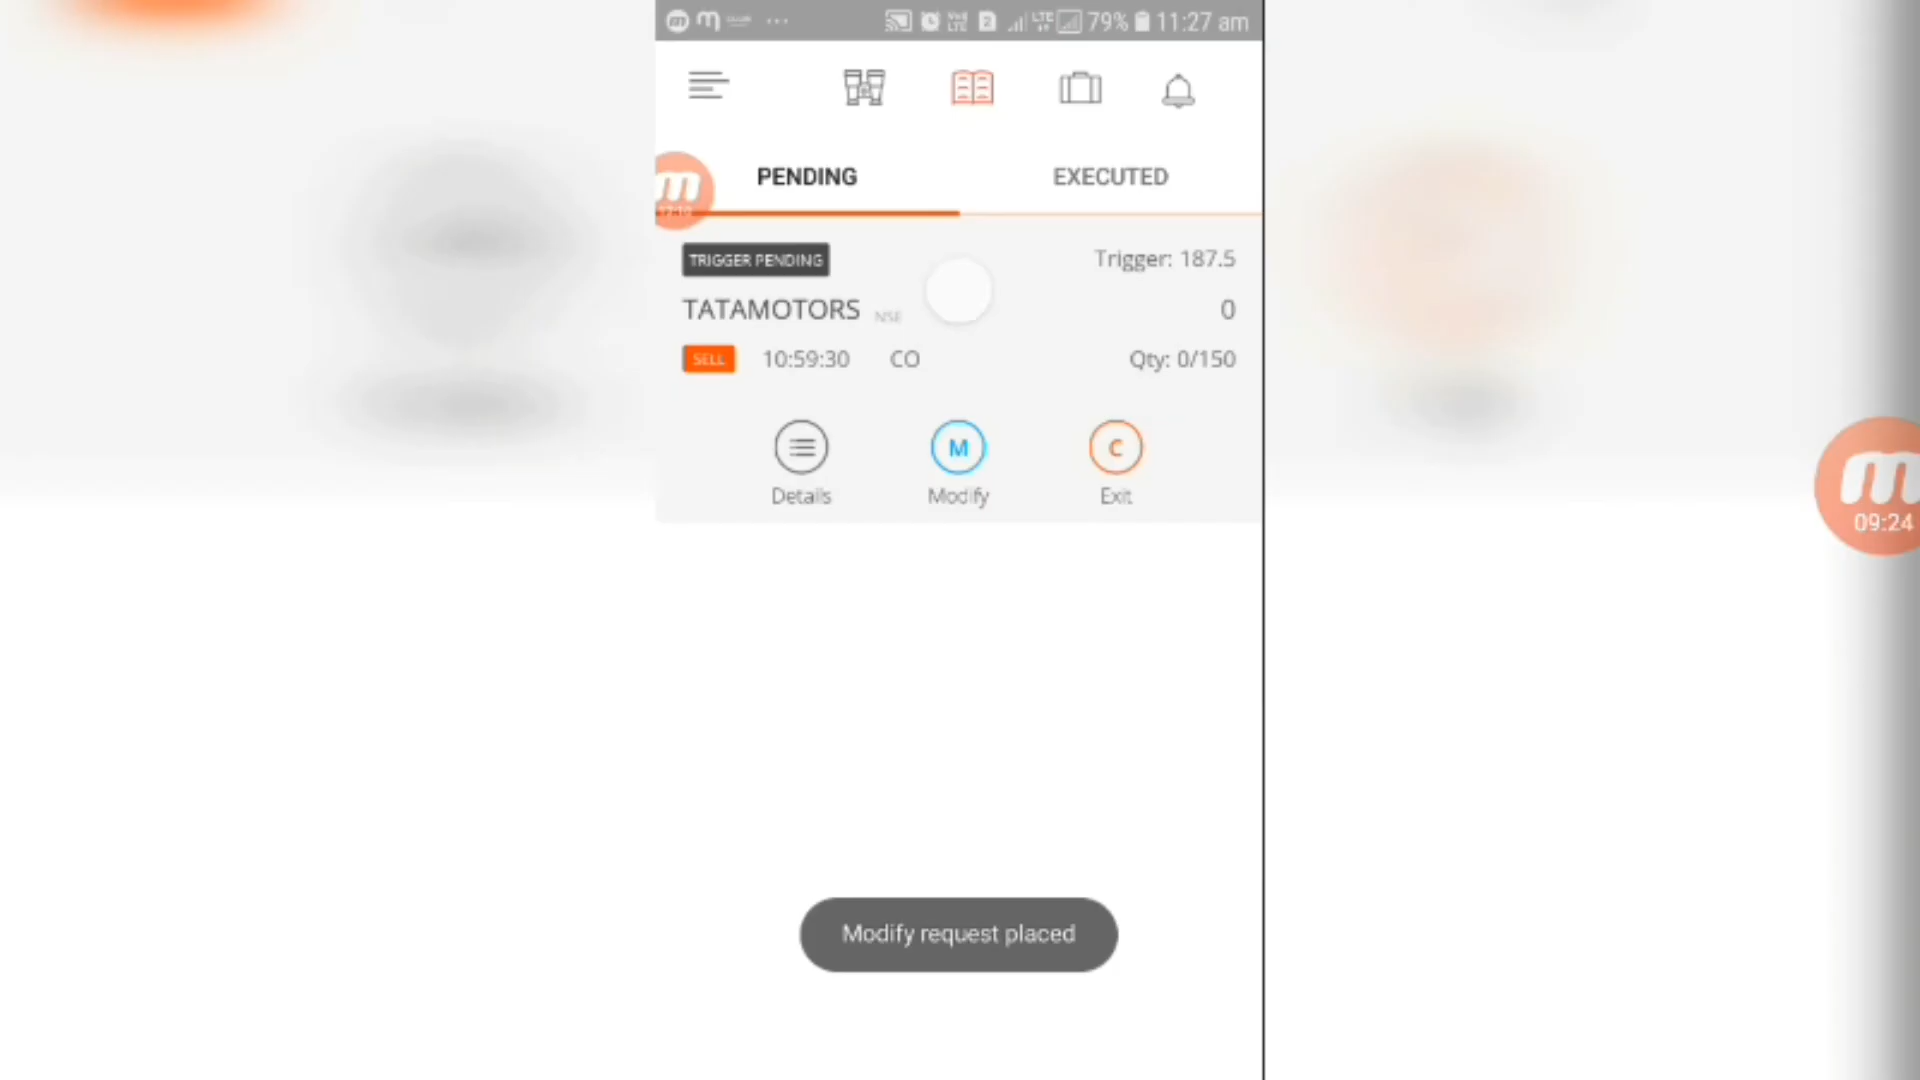 79% 11:27 am
PENDING EXECUTED
TRIGGER PENDING Trigger: 187.5
TATAMOTORS NSE 0
SELL 10:59:30 CO Qty: 0/150
M C
Details Modify Exit
m
09:24
Modify request placed